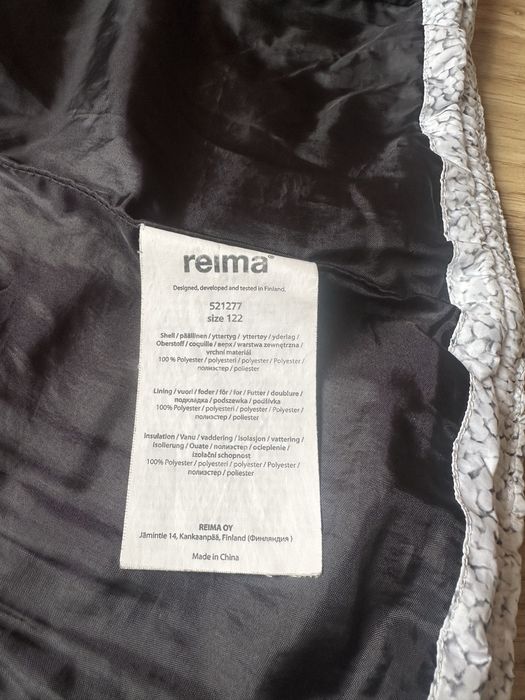 reima®
Designed, developed and tested in Finland.
521277
size 122
Shell / päällinen / yttertyg / yttertøy / yderlag /
Oberstoff / coquille / верх / warstwa zewnętrzna /
vrchni materiál
100 % Polyester / polyesteri / polyester / Polyester /
полиэстер / poliester
Lining / vuori / foder / fôr / for / Futter / doublure /
подкладка / podszewka / podšívka
100% Polyester / polyesteri / polyester / Polyester /
полиэстер / poliester
Insulation / Vanu / vaddering / Isolasjon / vattering /
Isolierung / Ouate / полиэстер / ocieplenie /
izolační schopnost
100% Polyester / polyesteri / polyester / Polyester /
полиэстер / poliester
REIMA OY
Jämintie 14, Kankaanpää, Finland (Финляндия )
Made in China